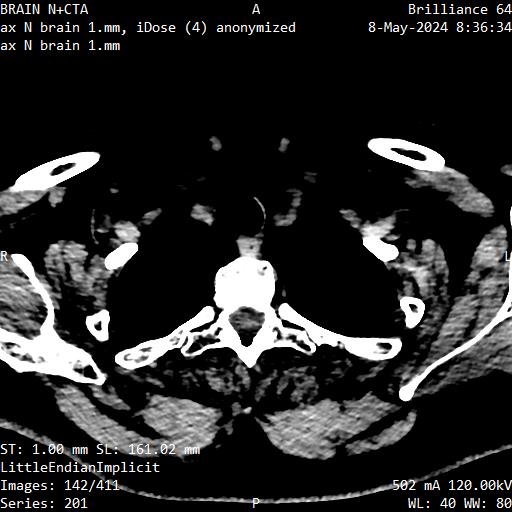 BRAIN N+CTA A Brilliance 64
ax N brain 1.mm, iDose (4) anonymized 8-May-2024 8:36:34
ax N brain 1.mm
R L
ST: 1.00 mm SL: 161.02 mm
LittleEndianImplicit
Images: 142/411 502 mA 120.00kV
Series: 201 P WL: 40 WW: 80